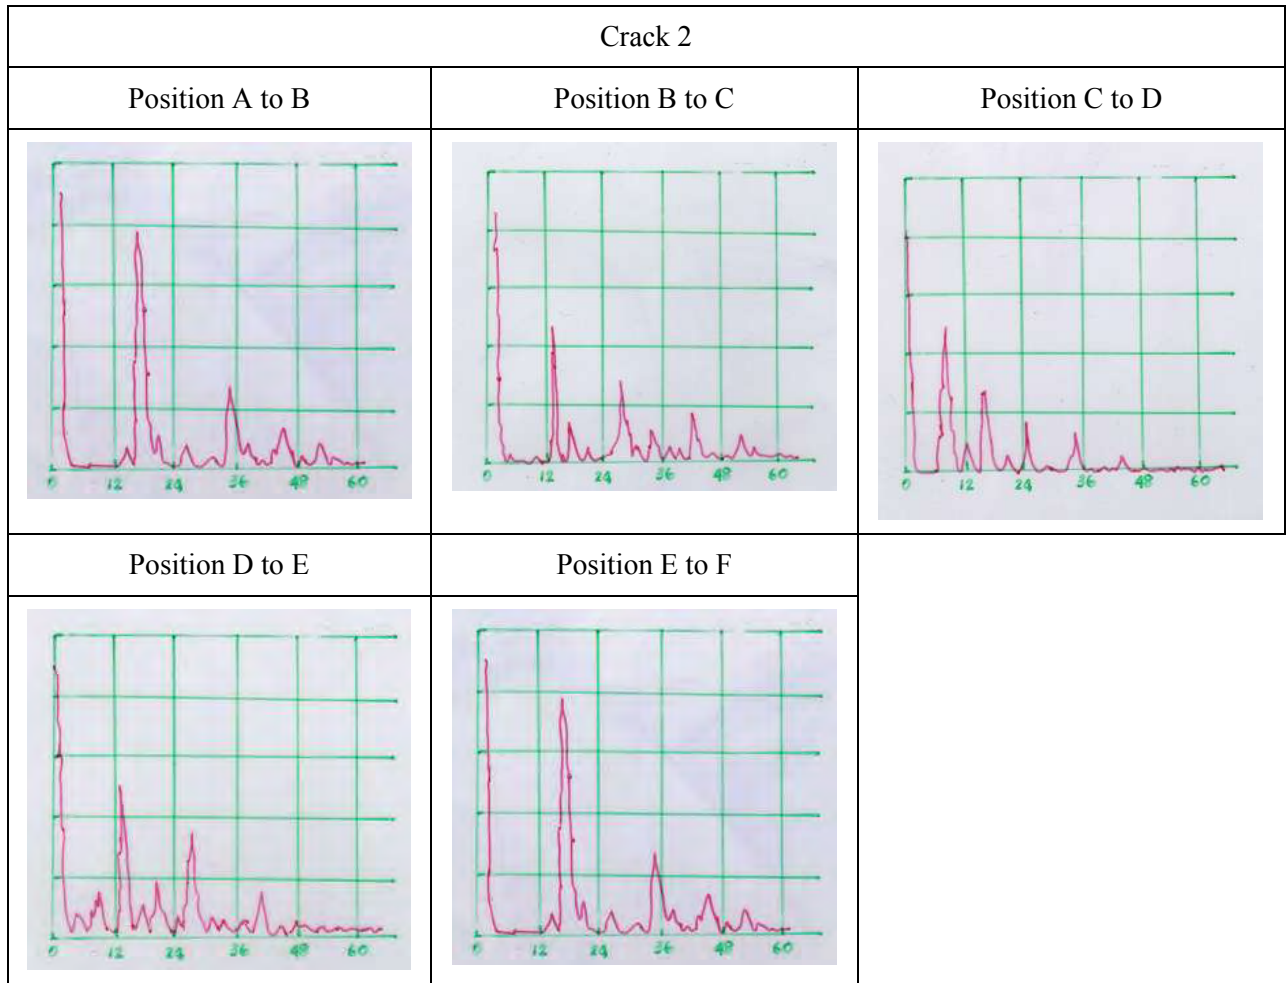 Crack 2
Position A to B
Position B to C
Position C to D
0 12 24 36 48 60
0 12 24 36 48 60
0 12 24 36 48 60
Position D to E
Position E to F
0 12 24 36 48 60
0 12 24 36 48 60